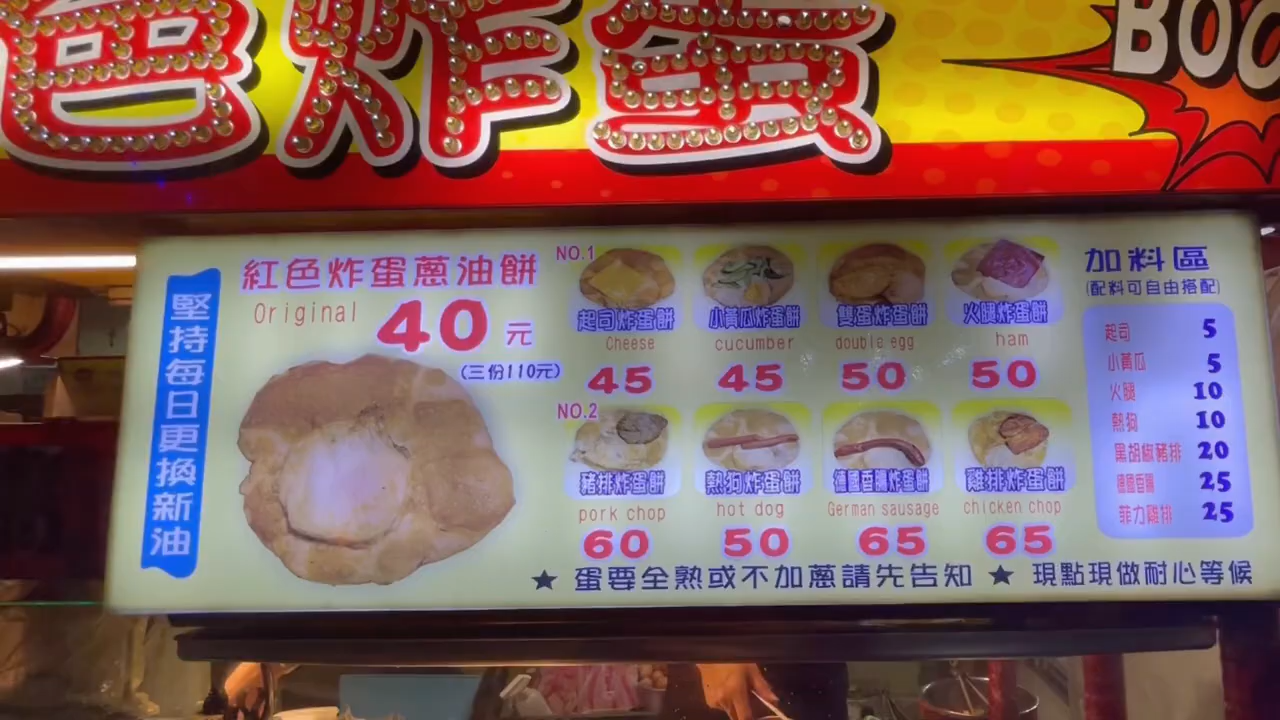 色炸蛋
BOO
堅持每日更換新油
紅色炸蛋蔥油餅
Original 40元
(三份110元)
NO.1
起司炸蛋餅
Cheese
45
小黃瓜炸蛋餅
cucumber
45
雙蛋炸蛋餅
double egg
50
火腿炸蛋餅
ham
50
NO.2
豬排炸蛋餅
pork chop
60
熱狗炸蛋餅
hot dog
50
德國香腸炸蛋餅
German sausage
65
雞排炸蛋餅
chicken chop
65
加料區
(配料可自由搭配)
起司 5
小黃瓜 5
火腿 10
熱狗 10
黑胡椒豬排 20
德國香腸 25
菲力雞排 25
★ 蛋要全熟或不加蔥請先告知 ★ 現點現做耐心等候